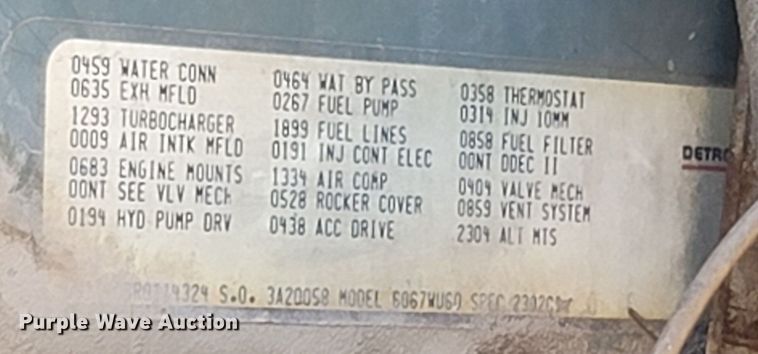 0459 WATER CONN
0635 EXH MFLD
1293 TURBOCHARGER
0009 AIR INTK MFLD
0683 ENGINE MOUNTS
00NT SEE VLV MECH
0194 HYD PUMP DRV
0464 WAT BY PASS
0267 FUEL PUMP
1899 FUEL LINES
0191 INJ CONT ELEC
1334 AIR COMP
0528 ROCKER COVER
0438 ACC DRIVE
0358 THERMOSTAT
0314 INJ 10MM
0858 FUEL FILTER
00NT DDEC II
0404 VALVE MECH
0859 VENT SYSTEM
2304 ALT MTS
DETR
S.O. 3A20058 MODEL 6067WU60 SPEC
Purple Wave Auction